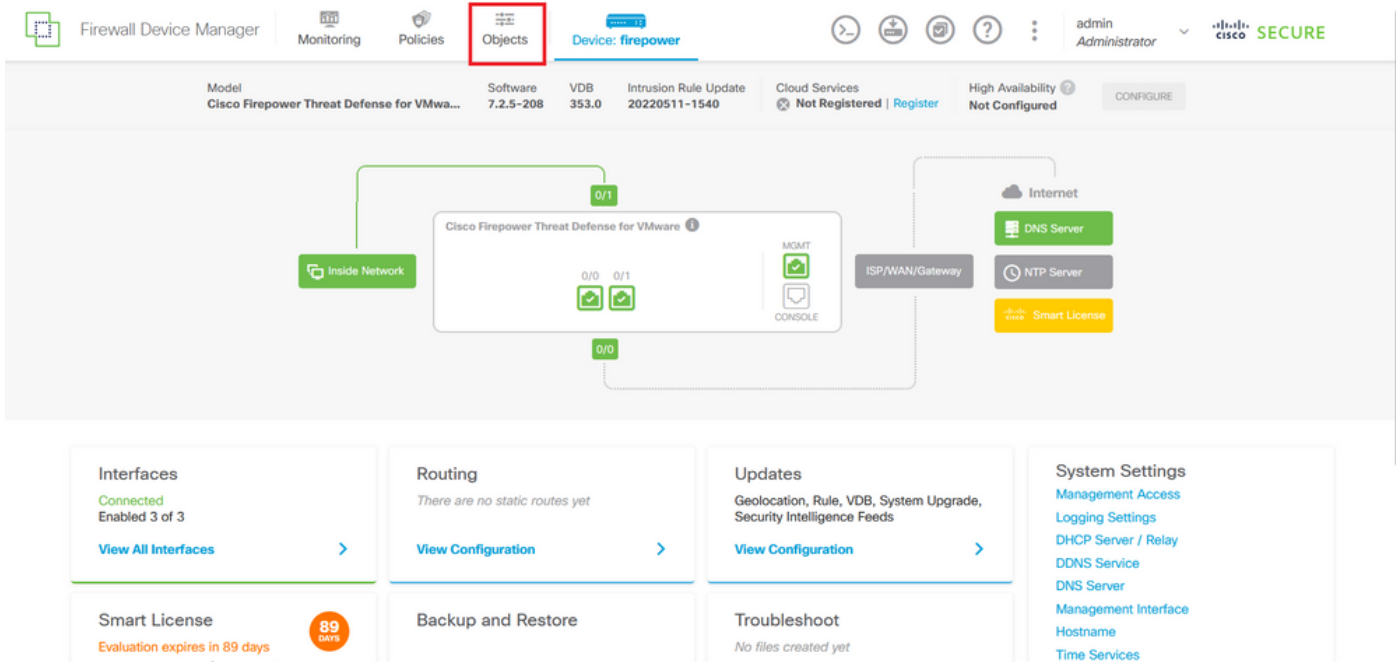 Firewall Device Manager
Monitoring
Policies
Objects
Device: firepower
admin
Administrator
CISCO SECURE
Model
Cisco Firepower Threat Defense for VMwa...
Software
7.2.5-208
VDB
353.0
Intrusion Rule Update
20220511-1540
Cloud Services
Not Registered | Register
High Availability
Not Configured
CONFIGURE
0/1
Internet
Cisco Firepower Threat Defense for VMware
DNS Server
MGMT
Inside Network
0/0 0/1
ISP/WAN/Gateway
NTP Server
CONSOLE
CISCO Smart License
0/0
Interfaces
Connected
Enabled 3 of 3
View All Interfaces
Routing
There are no static routes yet
View Configuration
Updates
Geolocation, Rule, VDB, System Upgrade,
Security Intelligence Feeds
View Configuration
System Settings
Management Access
Logging Settings
DHCP Server / Relay
DDNS Service
DNS Server
Management Interface
Hostname
Time Services
Smart License
Evaluation expires in 89 days
89
DAYS
Backup and Restore
Troubleshoot
No files created yet